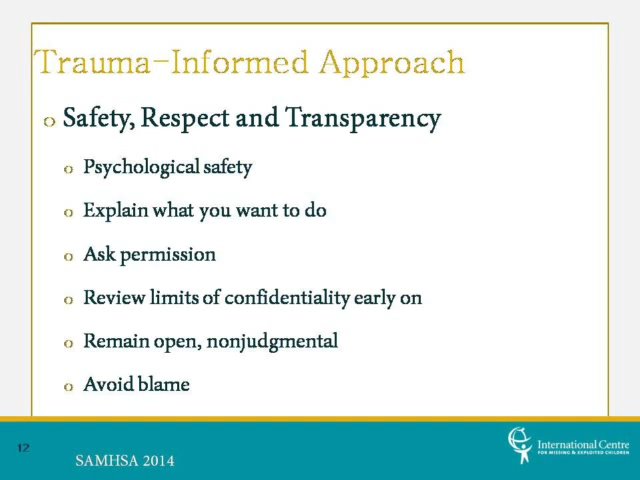 Trauma-Informed Approach
o Safety, Respect and Transparency
o Psychological safety
o Explain what you want to do
o Ask permission
o Review limits of confidentiality early on
o Remain open, nonjudgmental
o Avoid blame
12
SAMHSA 2014
International Centre
FOR MISSING & EXPLOITED CHILDREN